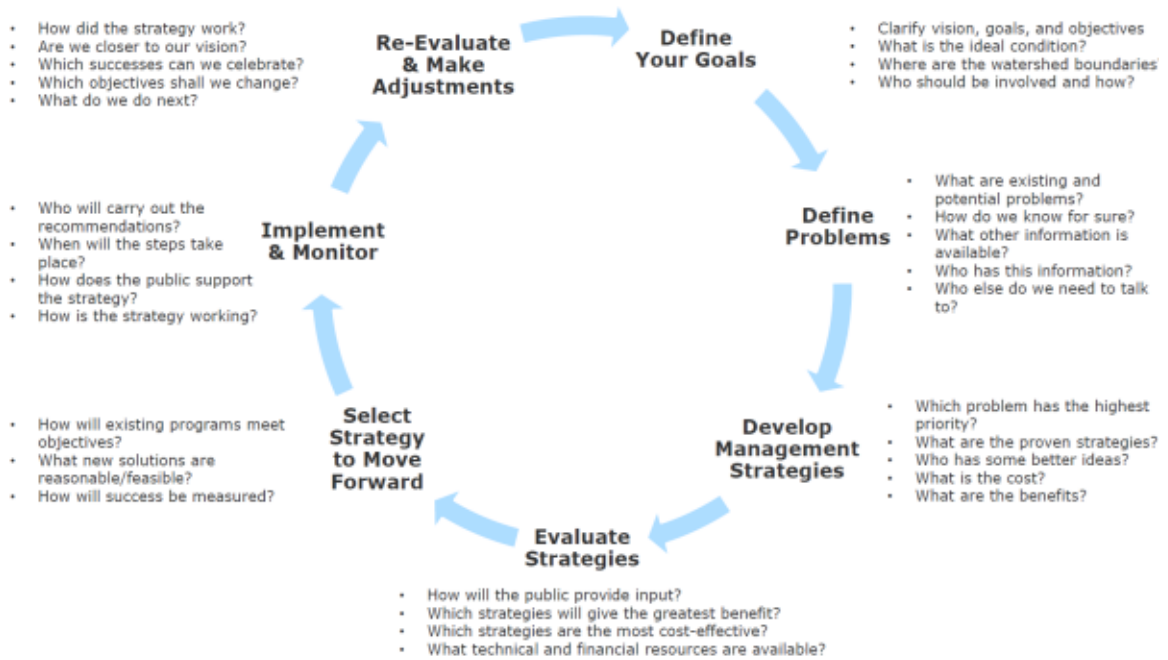 Define
Your Goals
• Clarify vision, goals, and objectives
• What is the ideal condition?
• Where are the watershed boundaries
• Who should be involved and how?
Define
Problems
• What are existing and
potential problems?
• How do we know for sure?
• What other information is
available?
• Who has this information?
• Who else do we need to talk
to?
Develop
Management
Strategies
• Which problem has the highest
priority?
• What are the proven strategies?
• Who has some better ideas?
• What is the cost?
• What are the benefits?
Evaluate
Strategies
• How will the public provide input?
• Which strategies will give the greatest benefit?
• Which strategies are the most cost-effective?
• What technical and financial resources are available?
Select
Strategy
to Move
Forward
• How will existing programs meet
objectives?
• What new solutions are
reasonable/feasible?
• How will success be measured?
Implement
& Monitor
• Who will carry out the
recommendations?
• When will the steps take
place?
• How does the public support
the strategy?
• How is the strategy working?
Re-Evaluate
& Make
Adjustments
• How did the strategy work?
• Are we closer to our vision?
• Which successes can we celebrate?
• Which objectives shall we change?
• What do we do next?